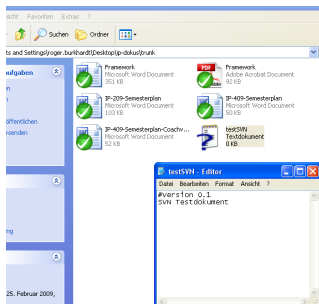 sicht Favoriten Extras ?
Suchen Ordner
ts and Settings\roger.burkhardt\Desktop\ip-dokus\trunk
ufgaben
Framework
Microsoft Word Document
351 KB
Framework
Adobe Acrobat Document
92 KB
IP-209-Semesterplan
Microsoft Word Document
103 KB
IP-409-Semesterplan
Microsoft Word Document
50 KB
öffentlichen
rsenden
IP-409-Semesterplan-Coachv...
Microsoft Word Document
52 KB
testSVN
Textdokument
0 KB
testSVN - Editor
Datei Bearbeiten Format Ansicht ?
#Version 0.1
SVN Testdokument
ng
25. Februar 2009,